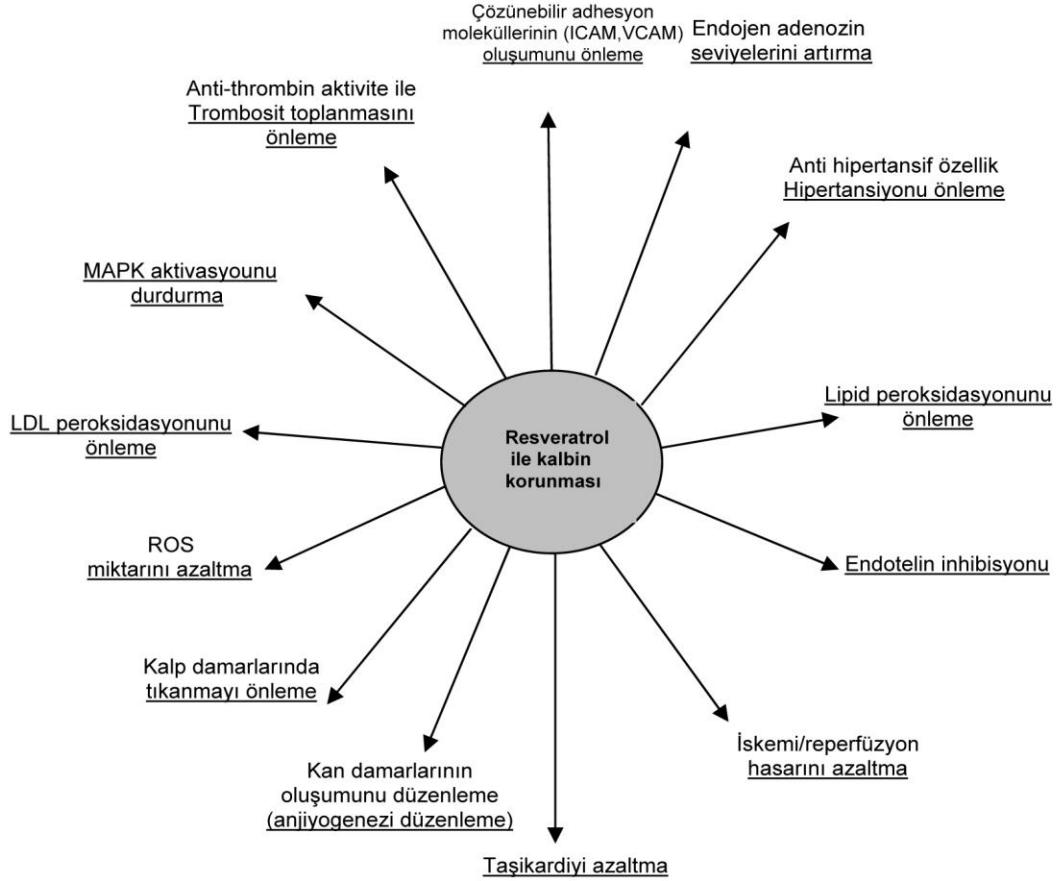 Çözünebilir adhesyon
moleküllerinin (ICAM,VCAM)
oluşumunu önleme
Endojen adenozin
seviyelerini artırma
Anti-thrombin aktivite ile
Trombosit toplanmasını
önleme
Anti hipertansif özellik
Hipertansiyonu önleme
MAPK aktivasyounu
durdurma
LDL peroksidasyonunu
önleme
Resveratrol
ile kalbin
korunması
Lipid peroksidasyonunu
önleme
ROS
miktarını azaltma
Endotelin inhibisyonu
Kalp damarlarında
tıkanmayı önleme
İskemi/reperfüzyon
hasarını azaltma
Kan damarlarının
oluşumunu düzenleme
(anjiyogenezi düzenleme)
Taşikardiyi azaltma